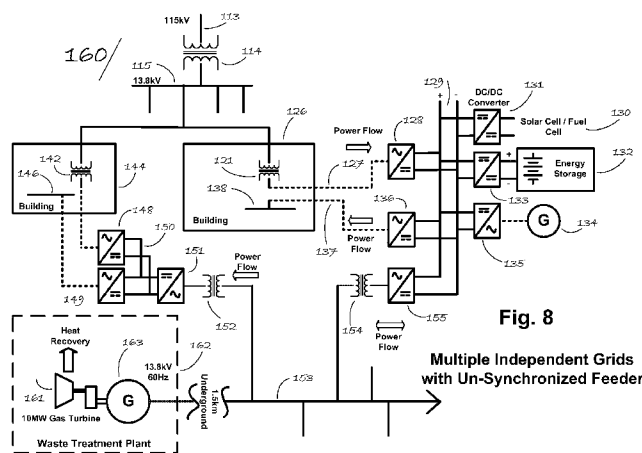 160
115kV
113
114
115
13.8kV
126
129
DC/DC
Converter
131
Solar Cell / Fuel
Cell
130
Power Flow
128
142
144
146
121
127
132
Energy
Storage
138
136
133
Building
Building
148
150
137
Power
Flow
G
134
135
149
151
Power
Flow
152
154
155
Power
Flow
Fig. 8
Heat
Recovery
163
162
13.8kV
60Hz
161
G
Underground
1.5km
153
10MW Gas Turbine
Waste Treatment Plant
Multiple Independent Grids
with Un-Synchronized Feeder